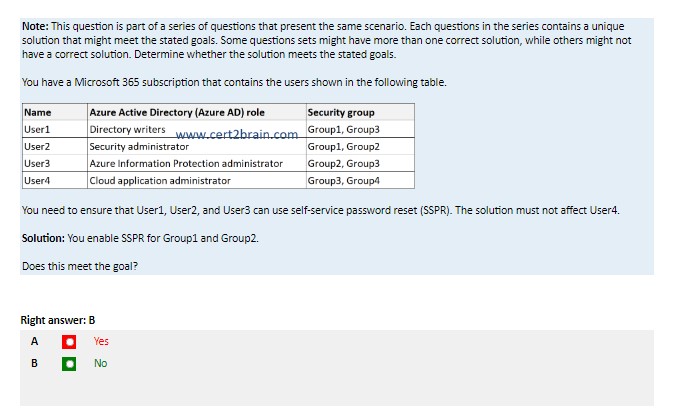 Note: This question is part of a series of questions that present the same scenario. Each questions in the series contains a unique
solution that might meet the stated goals. Some questions sets might have more than one correct solution, while others might not
have a correct solution. Determine whether the solution meets the stated goals.
You have a Microsoft 365 subscription that contains the users shown in the following table.
Name Azure Active Directory (Azure AD) role Security group
User1 Directory writers Group1, Group3
www.cert2brain.com
User2 Security administrator Group1, Group2
User3 Azure Information Protection administrator Group2, Group3
User4 Cloud application administrator Group3, Group4
You need to ensure that User1, User2, and User3 can use self-service password reset (SSPR). The solution must not affect User4.
Solution: You enable SSPR for Group1 and Group2.
Does this meet the goal?
Right answer: B
A Yes
B No